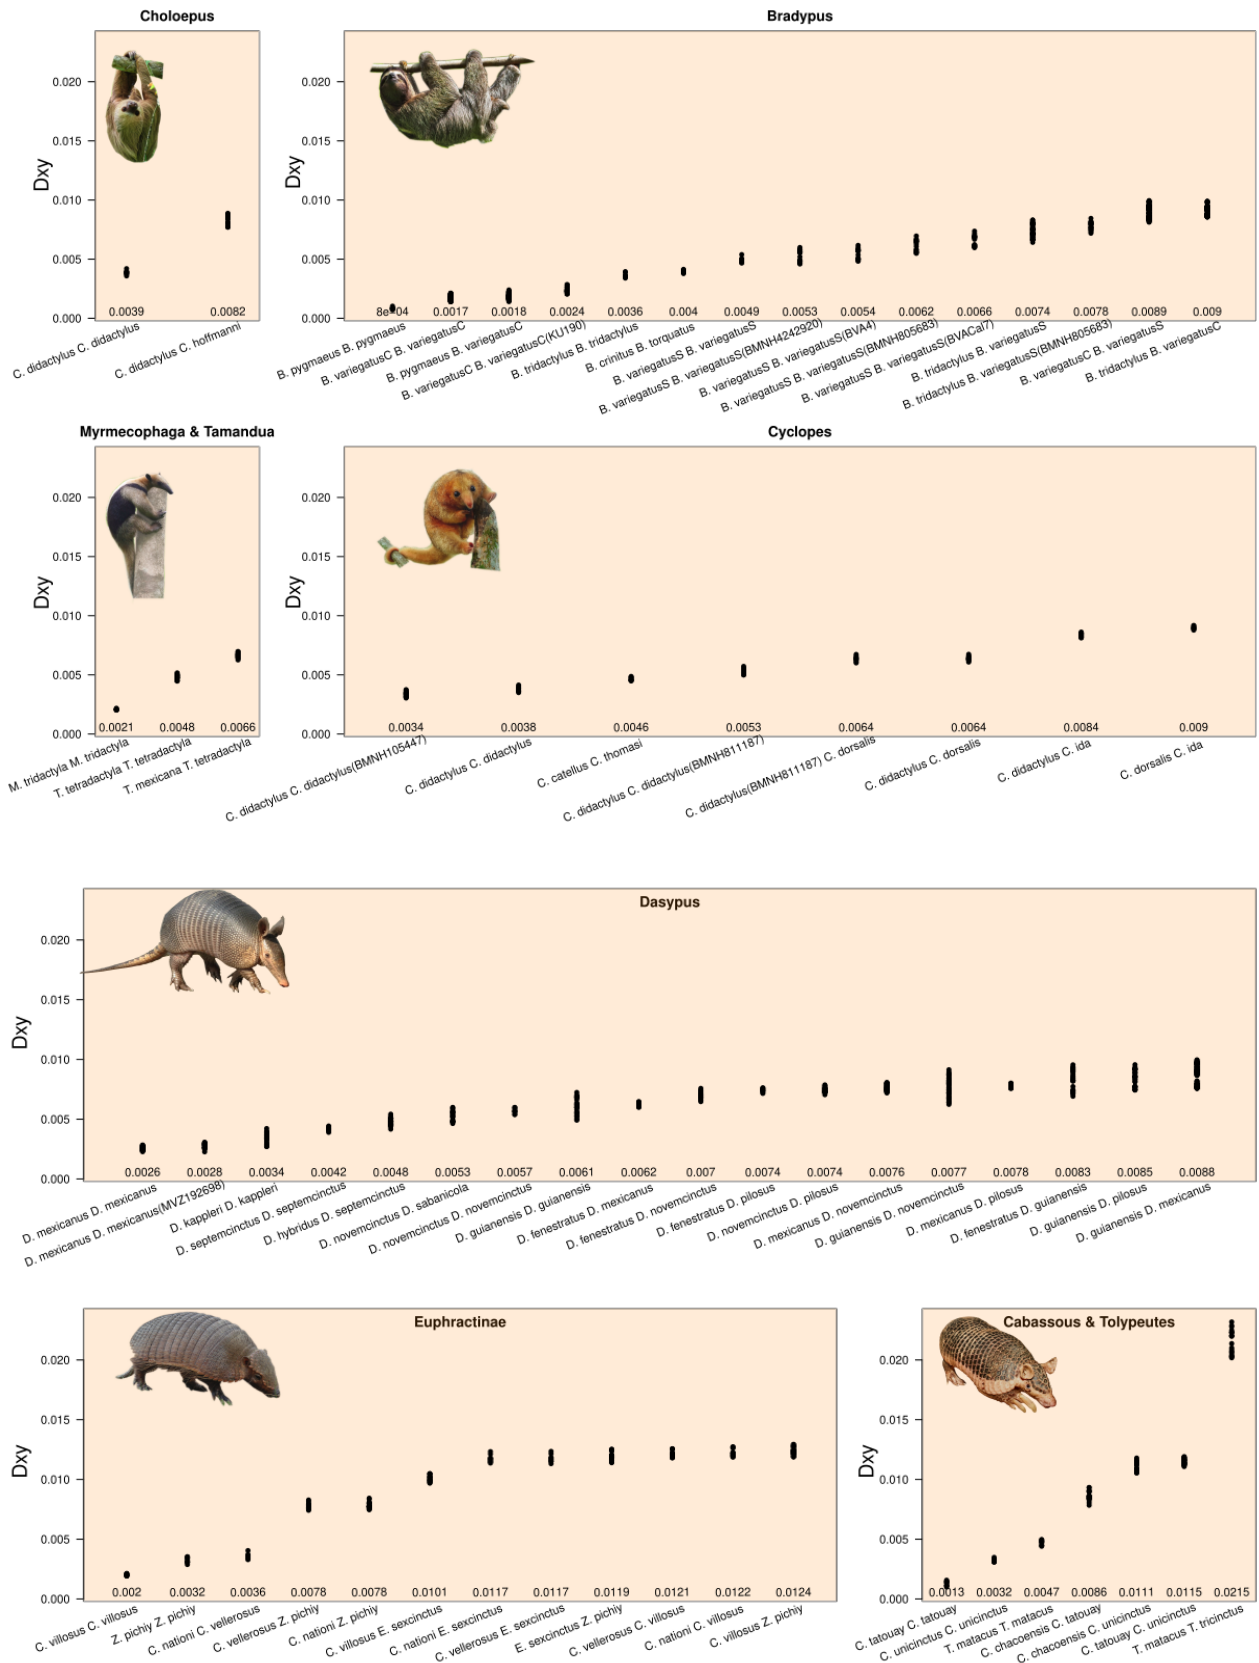 Choloepus
Dxy
0.020
0.015
0.010
0.005
0.000
0.0039
0.0082
C. didactylus C. didactylus
C. didactylus C. hoffmanni
Bradypus
Dxy
0.020
0.015
0.010
0.005
0.000
8e-04
0.0017
0.0018
0.0024
0.0036
0.004
0.0049
0.0053
0.0054
0.0062
0.0066
0.0074
0.0078
0.0089
0.009
B. pygmaeus B. pygmaeus
B. variegatusC B. variegatusC
B. pygmaeus B. variegatusC
B. variegatusC B. variegatusC(KU190)
B. tridactylus B. tridactylus
B. crinitus B. torquatus
B. variegatusS B. variegatusS
B. variegatusS B. variegatusS(BMNH4242920)
B. variegatusS B. variegatusS(BVA4)
B. variegatusS B. variegatusS(BMNH805683)
B. variegatusS B. variegatusS(BVACal7)
B. tridactylus B. variegatusS
B. tridactylus B. variegatusS(BMNH805683)
B. variegatusC B. variegatusS
B. tridactylus B. variegatusC
Myrmecophaga & Tamandua
Dxy
0.020
0.015
0.010
0.005
0.000
0.0021
0.0048
0.0066
M. tridactyla M. tridactyla
T. tetradactyla T. tetradactyla
T. mexicana T. tetradactyla
Cyclopes
Dxy
0.020
0.015
0.010
0.005
0.000
0.0034
0.0038
0.0046
0.0053
0.0064
0.0064
0.0084
0.009
C. didactylus C. didactylus(BMNH105447)
C. didactylus C. didactylus
C. catellus C. thomasi
C. didactylus C. didactylus(BMNH811187)
C. didactylus(BMNH811187) C. dorsalis
C. didactylus C. dorsalis
C. didactylus C. ida
C. dorsalis C. ida
Dasypus
Dxy
0.020
0.015
0.010
0.005
0.000
0.0026
0.0028
0.0034
0.0042
0.0048
0.0053
0.0057
0.0061
0.0062
0.007
0.0074
0.0074
0.0076
0.0077
0.0078
0.0083
0.0085
0.0088
D. mexicanus D. mexicanus
D. mexicanus D. mexicanus(MVZ192698)
D. kappleri D. kappleri
D. septemcinctus D. septemcinctus
D. hybridus D. septemcinctus
D. novemcinctus D. sabanicola
D. novemcinctus D. novemcinctus
D. guianensis D. guianensis
D. fenestratus D. mexicanus
D. fenestratus D. novemcinctus
D. fenestratus D. pilosus
D. novemcinctus D. pilosus
D. mexicanus D. novemcinctus
D. guianensis D. novemcinctus
D. mexicanus D. pilosus
D. fenestratus D. guianensis
D. guianensis D. pilosus
D. guianensis D. mexicanus
Euphractinae
Dxy
0.020
0.015
0.010
0.005
0.000
0.002
0.0032
0.0036
0.0078
0.0078
0.0101
0.0117
0.0117
0.0119
0.0121
0.0122
0.0124
C. villosus C. villosus
Z. pichiy Z. pichiy
C. nationi C. vellerosus
C. vellerosus Z. pichiy
C. nationi Z. pichiy
C. villosus E. sexcinctus
C. nationi E. sexcinctus
C. vellerosus E. sexcinctus
E. sexcinctus Z. pichiy
C. vellerosus C. villosus
C. nationi C. villosus
C. villosus Z. pichiy
Cabassous & Tolypeutes
Dxy
0.020
0.015
0.010
0.005
0.000
0.0013
0.0032
0.0047
0.0086
0.0111
0.0115
0.0215
C. tatouay C. tatouay
C. unicinctus C. unicinctus
T. matacus T. matacus
C. chacoensis C. tatouay
C. chacoensis C. unicinctus
C. tatouay C. unicinctus
T. matacus T. tricinctus